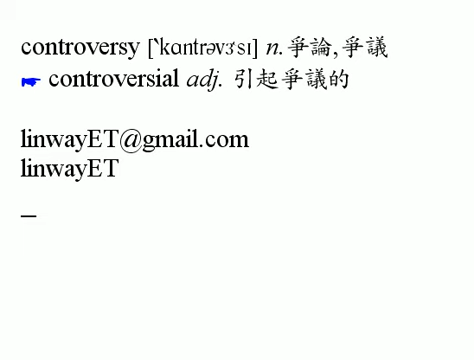 controversy [ˋkɑntrəvɝsɪ] n.爭論,爭議
☛ controversial adj. 引起爭議的
linwayET@gmail.com
linwayET
_